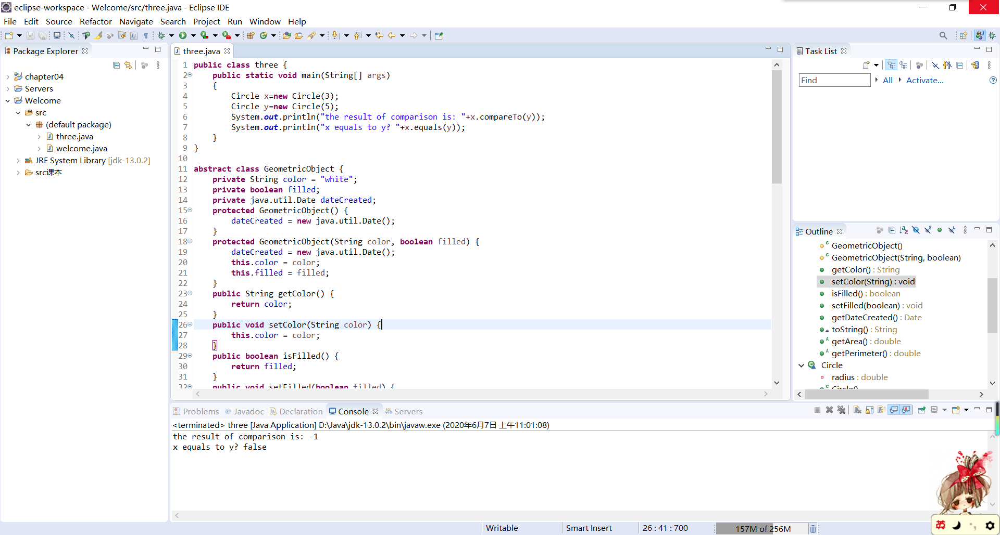 eclipse-workspace - Welcome/src/three.java - Eclipse IDE
File Edit Source Refactor Navigate Search Project Run Window Help
Package Explorer
chapter04
Servers
Welcome
src
(default package)
three.java
welcome.java
JRE System Library [jdk-13.0.2]
src课本
three.java
1 public class three {
2 public static void main(String[] args)
3 {
4 Circle x=new Circle(3);
5 Circle y=new Circle(5);
6 System.out.println("the result of comparison is: "+x.compareTo(y));
7 System.out.println("x equals to y? "+x.equals(y));
8 }
9 }
10
11 abstract class GeometricObject {
12 private String color = "white";
13 private boolean filled;
14 private java.util.Date dateCreated;
15 protected GeometricObject() {
16 dateCreated = new java.util.Date();
17 }
18 protected GeometricObject(String color, boolean filled) {
19 dateCreated = new java.util.Date();
20 this.color = color;
21 this.filled = filled;
22 }
23 public String getColor() {
24 return color;
25 }
26 public void setColor(String color) {
27 this.color = color;
28 }
29 public boolean isFilled() {
30 return filled;
31 }
32 public void setFilled(boolean filled) {
Task List
Find All Activate...
Outline
GeometricObject()
GeometricObject(String, boolean)
getColor() : String
setColor(String) : void
isFilled() : boolean
setFilled(boolean) : void
getDateCreated() : Date
toString() : String
getArea() : double
getPerimeter() : double
Circle
radius : double
Circle()
Problems @ Javadoc Declaration Console Servers
<terminated> three [Java Application] D:\Java\jdk-13.0.2\bin\javaw.exe (2020年6月7日 上午11:01:08)
the result of comparison is: -1
x equals to y? false
Writable Smart Insert 26 : 41 : 700 157M of 256M
英